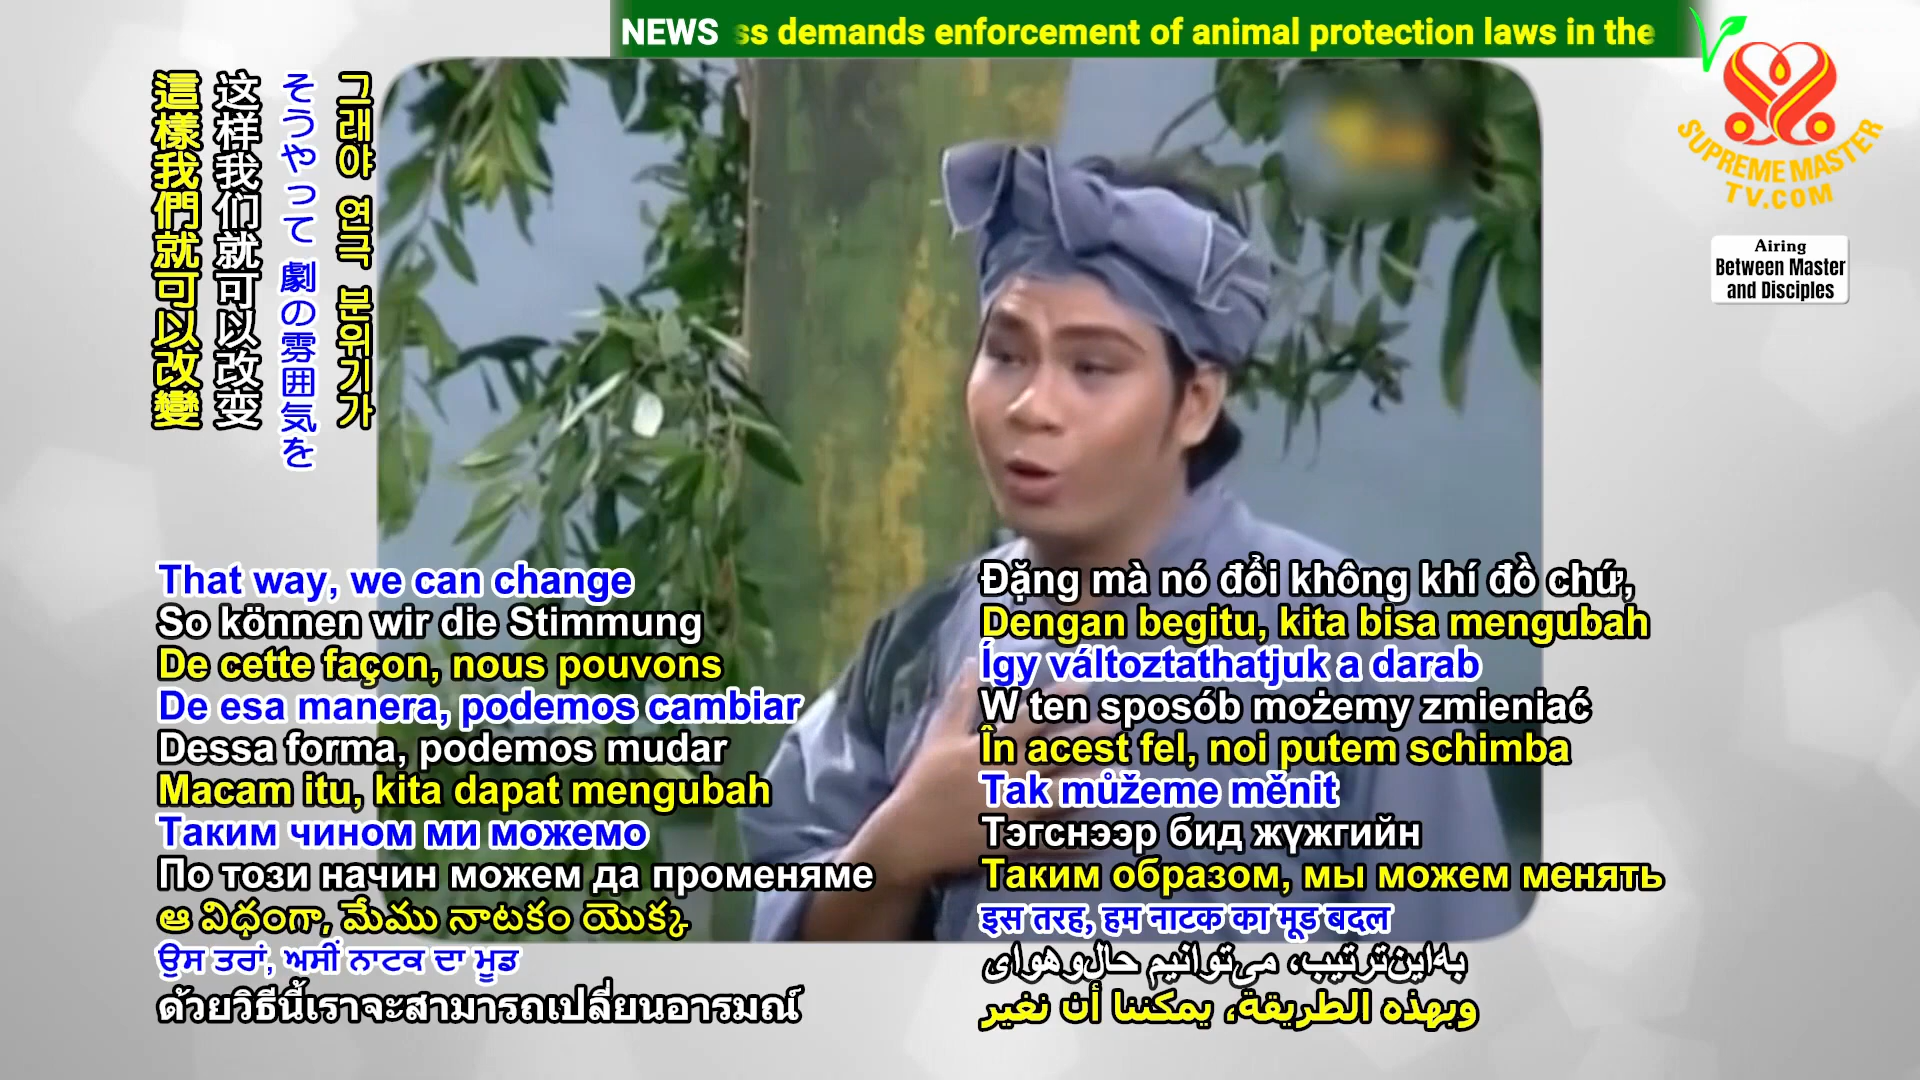 NEWS ss demands enforcement of animal protection laws in the
SUPREME MASTER
TV.COM
Airing
Between Master
and Disciples
그래야 연극 분위기가
そうやって 劇の雰囲気を
这样我们就可以改变
這樣我們就可以改變
That way, we can change
So können wir die Stimmung
De cette façon, nous pouvons
De esa manera, podemos cambiar
Dessa forma, podemos mudar
Macam itu, kita dapat mengubah
Таким чином ми можемо
По този начин можем да променяме
ఆ విధంగా, మేము నాటకం యొక్క
ਉਸ ਤਰਾਂ, ਅਸੀਂ ਨਾਟਕ ਦਾ ਮੂਡ
ด้วยวิธีนี้เราจะสามารถเปลี่ยนอารมณ์
Đặng mà nó đổi không khí đồ chứ,
Dengan begitu, kita bisa mengubah
Így változtathatjuk a darab
W ten sposób możemy zmieniać
În acest fel, noi putem schimba
Tak můžeme měnit
Тэгснээр бид жүжгийн
Таким образом, мы можем менять
इस तरह, हम नाटक का मूड बदल
به‌این‌ترتیب، می‌توانیم حال‌وهوای
وبهذه الطريقة، يمكننا أن نغير